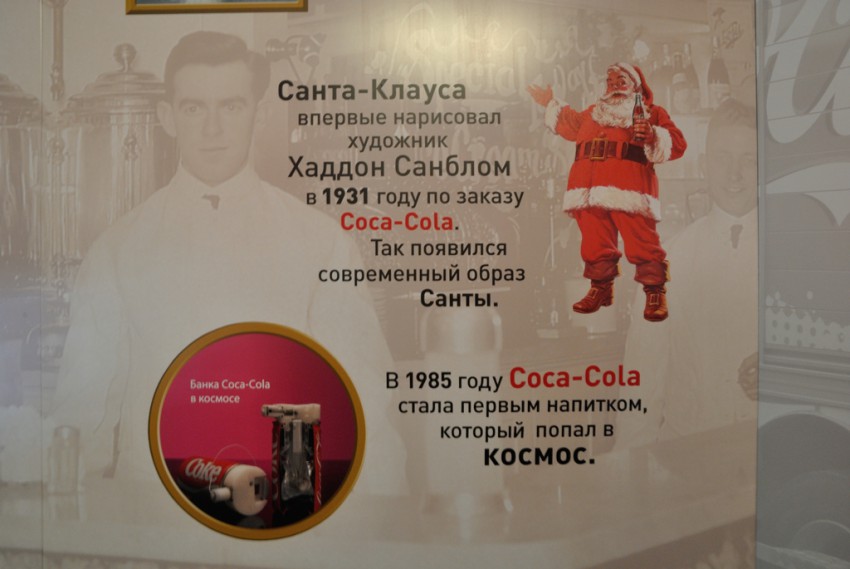 Санта-Клауса
впервые нарисовал
художник
Хаддон Санблом
в 1931 году по заказу
Coca-Cola.
Так появился
современный образ
Санты.
В 1985 году Coca-Cola
стала первым напитком,
который попал в
космос.
Банка Coca-Cola
в космосе
Coke